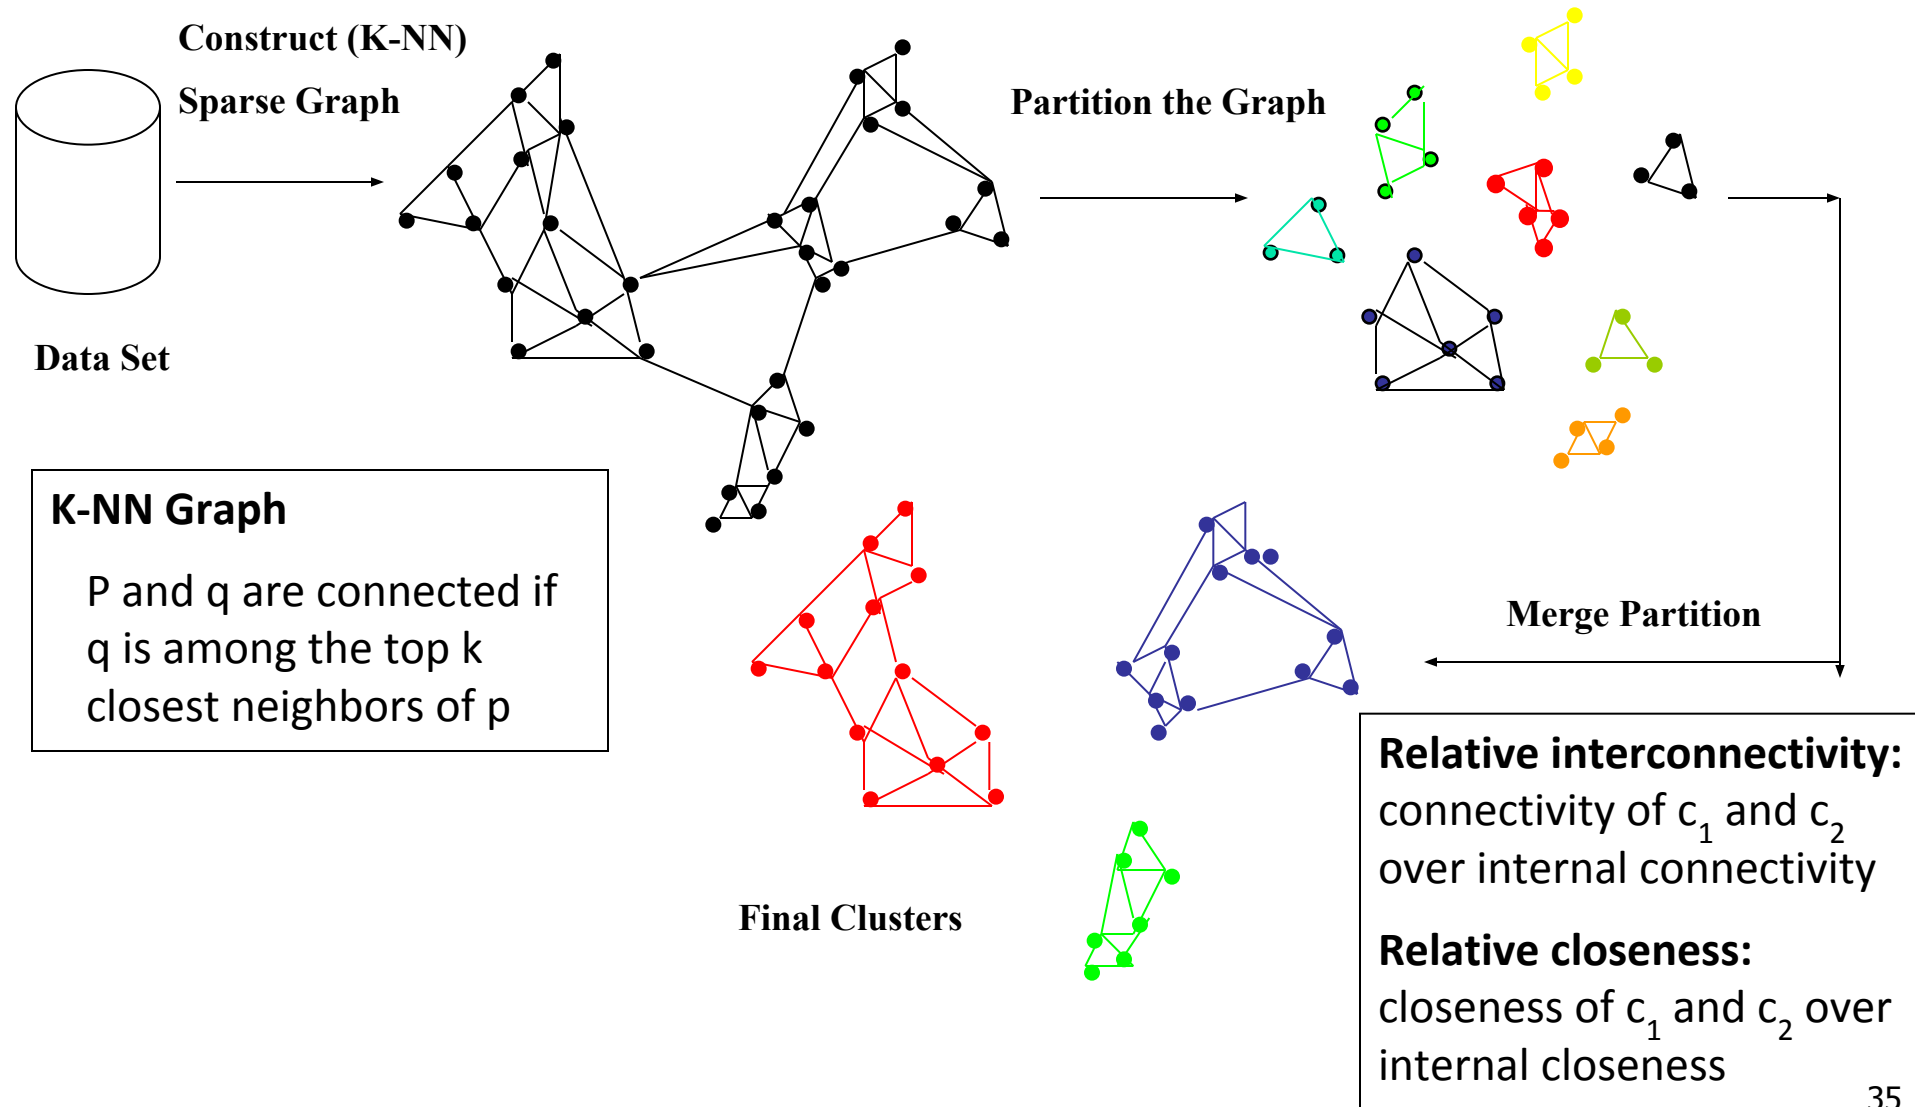 Construct (K-NN)
Sparse Graph
Partition the Graph
Data Set
K-NN Graph
P and q are connected if
q is among the top k
closest neighbors of p
Merge Partition
Final Clusters
Relative interconnectivity:
connectivity of c₁ and c₂
over internal connectivity
Relative closeness:
closeness of c₁ and c₂ over
internal closeness
35